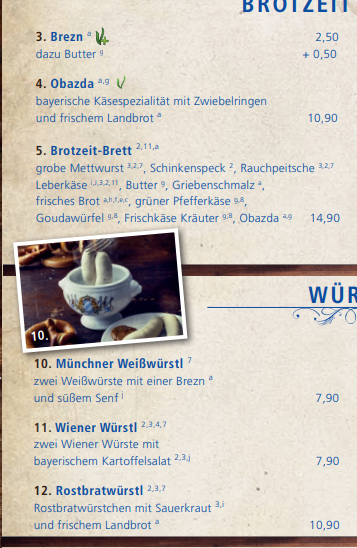 BROTZEIT
3. Brezn a 2,50
dazu Butter g + 0,50
4. Obazda a,g
bayerische Käsespezialität mit Zwiebelringen
und frischem Landbrot a 10,90
5. Brotzeit-Brett 2,11,a
grobe Mettwurst 3,2,7, Schinkenspeck 2, Rauchpeitsche 3,2,7
Leberkäse i,j,3,2,11, Butter g, Griebenschmalz a,
frisches Brot a,h,f,e,c, grüner Pfefferkäse g,8,
Goudawürfel g,8, Frischkäse Kräuter g,8, Obazda a,g 14,90
10.
WÜR
10. Münchner Weißwürstl 7
zwei Weißwürste mit einer Brezn a
und süßem Senf j 7,90
11. Wiener Würstl 2,3,4,7
zwei Wiener Würste mit
bayerischem Kartoffelsalat 2,3,j 7,90
12. Rostbratwürstl 2,3,7
Rostbratwürstchen mit Sauerkraut 3,i
und frischem Landbrot a 10,90